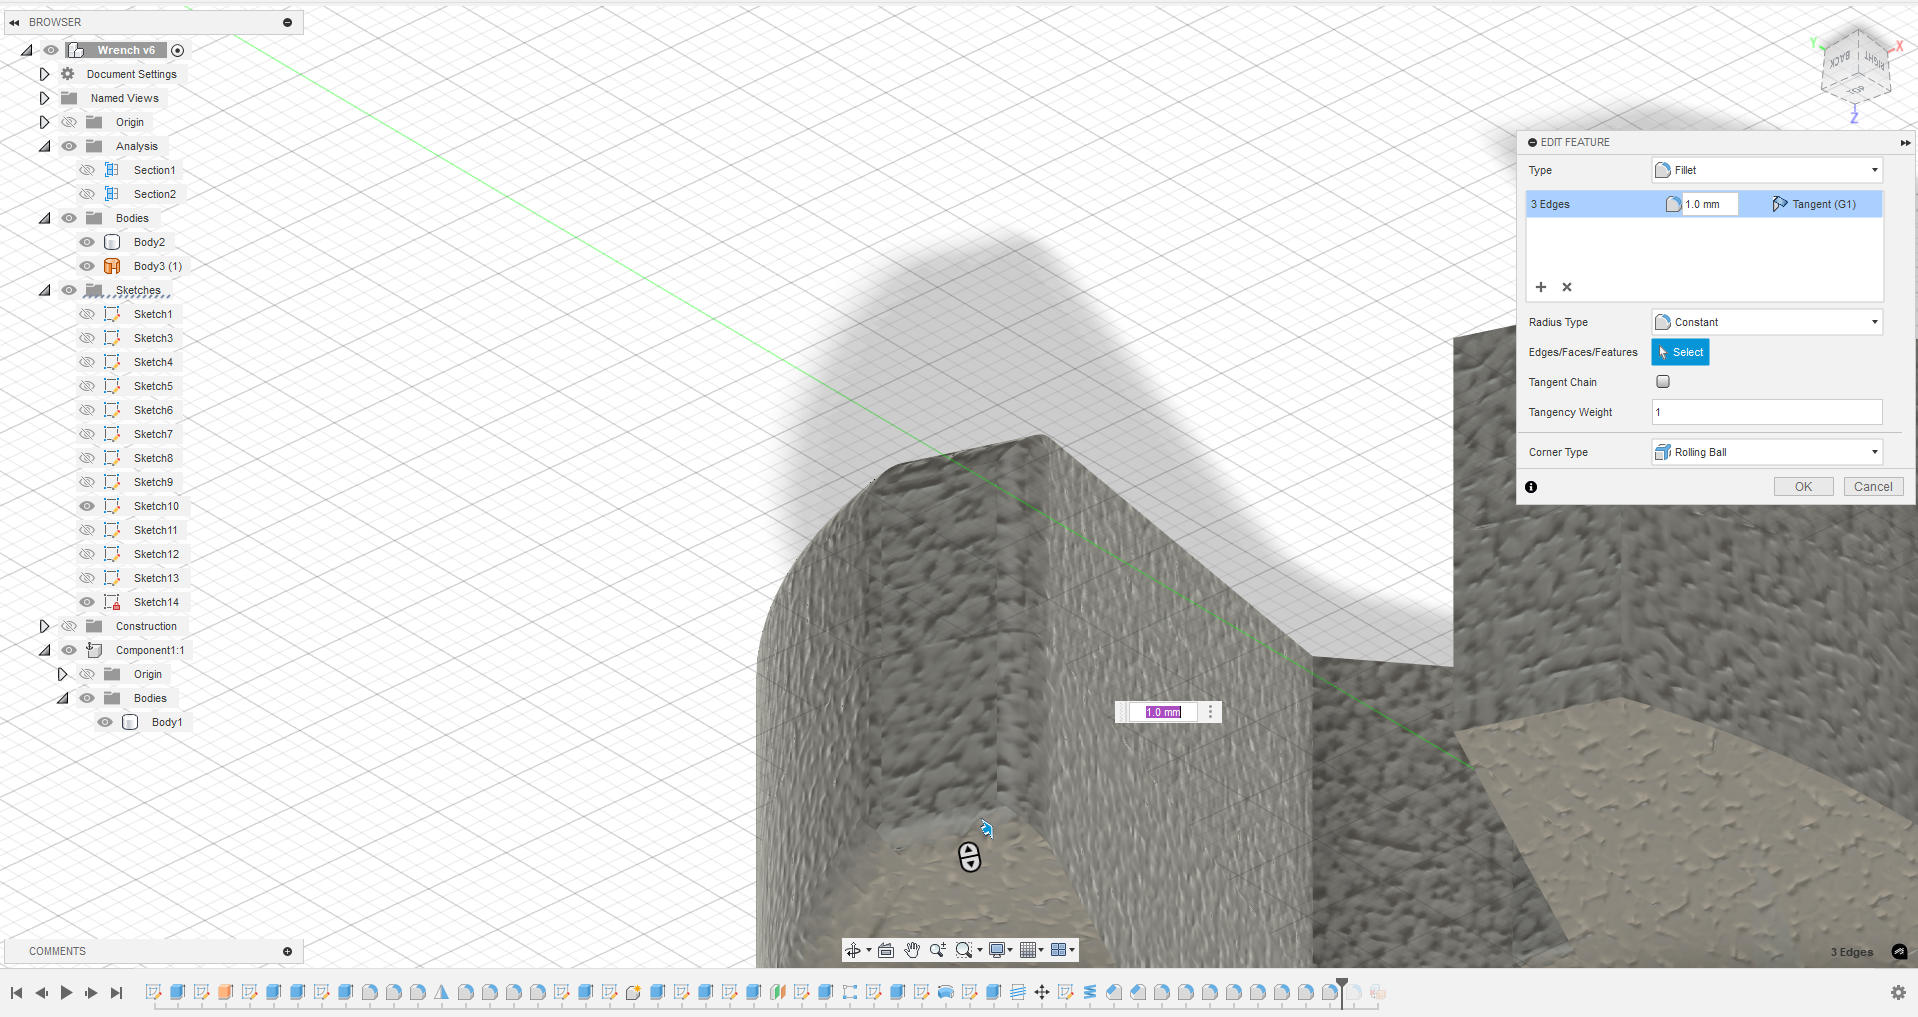 BROWSER
Wrench v6
Document Settings
Named Views
Origin
Analysis
Section1
Section2
Bodies
Body2
Body3 (1)
Sketches
Sketch1
Sketch3
Sketch4
Sketch5
Sketch6
Sketch7
Sketch8
Sketch9
Sketch10
Sketch11
Sketch12
Sketch13
Sketch14
Construction
Component1:1
Origin
Bodies
Body1
COMMENTS
Y
X
BACK
RIGHT
TOP
Z
EDIT FEATURE
Type
Fillet
3 Edges
1.0 mm
Tangent (G1)
Radius Type
Constant
Edges/Faces/Features
Select
Tangent Chain
Tangency Weight
1
Corner Type
Rolling Ball
OK
Cancel
1.0 mm
3 Edges